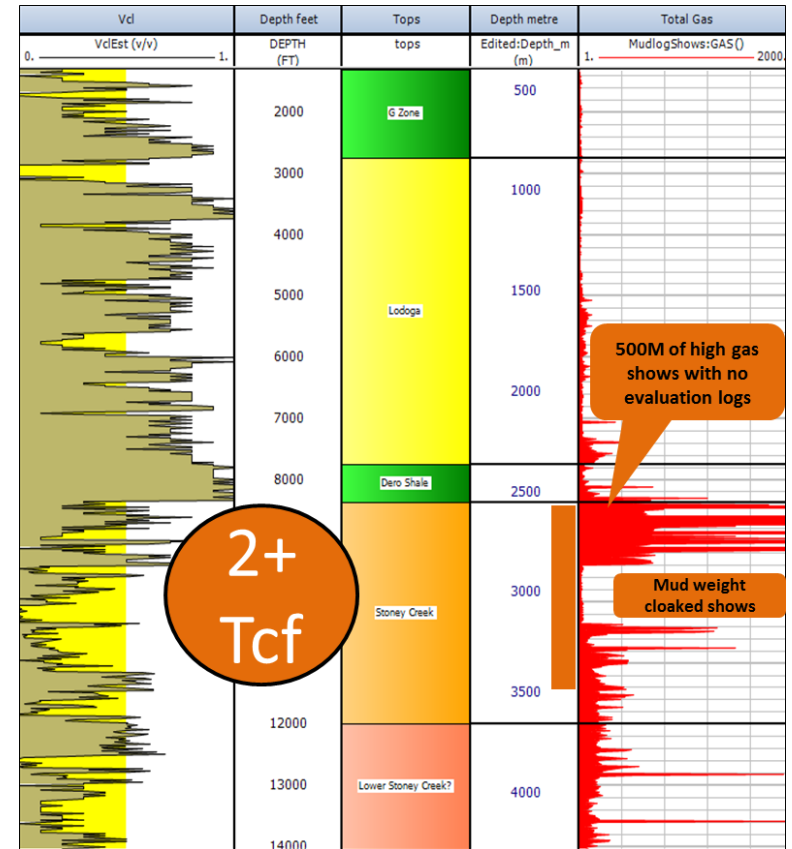 Vcl
Depth feet
Tops
Depth metre
Total Gas
VclEst (v/v)
0.
1.
DEPTH
(FT)
tops
Edited:Depth_m
(m)
MudlogShows:GAS()
1.
2000.
2000
3000
4000
5000
6000
7000
8000
12000
13000
14000
G Zone
Lodoga
Dero Shale
Stoney Creek
Lower Stoney Creek?
500
1000
1500
2000
2500
3000
3500
4000
500M of high gas
shows with no
evaluation logs
Mud weight
cloaked shows
2+
Tcf